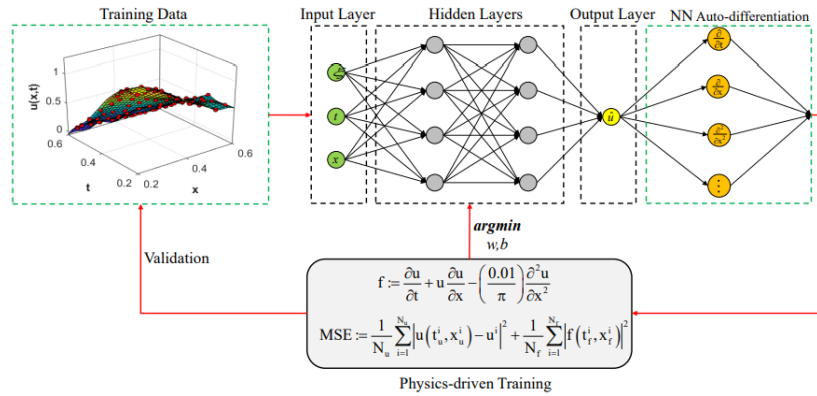 Training Data
Input Layer
Hidden Layers
Output Layer
NN Auto-differentiation
u(x,t)
1
0.5
0
0.6
0.4
0.2
t
0.2
0.4
0.6
x
t
x
û
∂/∂t
∂/∂x
∂²/∂x²
⋮
argmin
w,b
Validation
f := ∂u/∂t + u ∂u/∂x − (0.01/π) ∂²u/∂x²
MSE := 1/N_u ∑_{i=1}^{N_u} |u(t_u^i, x_u^i) − u^i|² + 1/N_f ∑_{i=1}^{N_f} |f(t_f^i, x_f^i)|²
Physics-driven Training